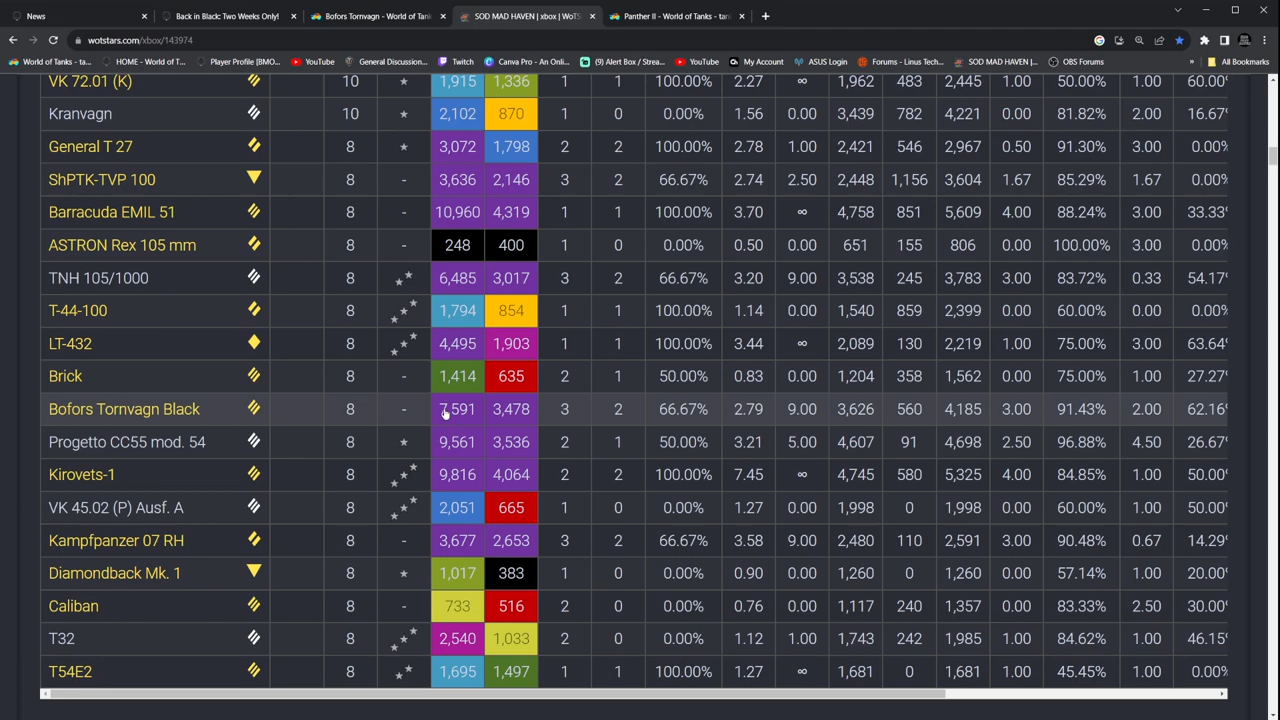 News
Back in Black: Two Weeks Only!
Bofors Tornvagn - World of Tank
SOD MAD HAVEN | xbox | WoTS
Panther II - World of Tanks - tan
wotstars.com/xbox/143974
World of Tanks - tan...
HOME - World of T...
Player Profile (BMO...
YouTube
General Discussion...
Twitch
Canva Pro - An Onli...
(9) Alert Box / Strea...
YouTube
My Account
ASUS Login
Forums - Linus Tech...
SOD MAD HAVEN |...
OBS Forums
All Bookmarks
VK 72.01 (K) 10 1,915 1,336 1 1 100.00% 2.27 ∞ 1,962 483 2,445 1.00 50.00% 1.00 60.00
Kranvagn 10 2,102 870 1 0 0.00% 1.56 0.00 3,439 782 4,221 1.00 81.82% 2.00 16.67%
General T 27 8 3,072 1,798 2 2 100.00% 2.78 1.00 2,421 546 2,967 0.50 91.30% 3.00 0.00%
ShPTK-TVP 100 8 - 3,636 2,146 3 2 66.67% 2.74 2.50 2,448 1,156 3,604 1.67 85.29% 1.67 0.00%
Barracuda EMIL 51 8 - 10,960 4,319 1 1 100.00% 3.70 ∞ 4,758 851 5,609 4.00 88.24% 3.00 33.33%
ASTRON Rex 105 mm 8 - 248 400 1 0 0.00% 0.50 0.00 651 155 806 0.00 100.00% 3.00 0.00%
TNH 105/1000 8 6,485 3,017 3 2 66.67% 3.20 9.00 3,538 245 3,783 3.00 83.72% 0.33 54.17%
T-44-100 8 1,794 854 1 1 100.00% 1.14 0.00 1,540 859 2,399 0.00 60.00% 0.00 0.00%
LT-432 8 4,495 1,903 1 1 100.00% 3.44 ∞ 2,089 130 2,219 1.00 75.00% 3.00 63.64%
Brick 8 - 1,414 635 2 1 50.00% 0.83 0.00 1,204 358 1,562 0.00 75.00% 1.00 27.27%
Bofors Tornvagn Black 8 - 7,591 3,478 3 2 66.67% 2.79 9.00 3,626 560 4,185 3.00 91.43% 2.00 62.16%
Progetto CC55 mod. 54 8 9,561 3,536 2 1 50.00% 3.21 5.00 4,607 91 4,698 2.50 96.88% 4.50 26.67%
Kirovets-1 8 9,816 4,064 2 2 100.00% 7.45 ∞ 4,745 580 5,325 4.00 84.85% 1.00 50.00%
VK 45.02 (P) Ausf. A 8 2,051 665 1 0 0.00% 1.27 0.00 1,998 0 1,998 0.00 60.00% 1.00 50.00%
Kampfpanzer 07 RH 8 - 3,677 2,653 3 2 66.67% 3.58 9.00 2,480 110 2,591 3.00 90.48% 0.67 14.29%
Diamondback Mk. 1 8 1,017 383 1 0 0.00% 0.90 0.00 1,260 0 1,260 0.00 57.14% 1.00 20.00%
Caliban 8 - 733 516 2 0 0.00% 0.76 0.00 1,117 240 1,357 0.00 83.33% 2.50 30.00%
T32 8 2,540 1,033 2 0 0.00% 1.12 1.00 1,743 242 1,985 1.00 84.62% 1.00 46.15%
T54E2 8 1,695 1,497 1 1 100.00% 1.27 ∞ 1,681 0 1,681 1.00 45.45% 1.00 0.00%